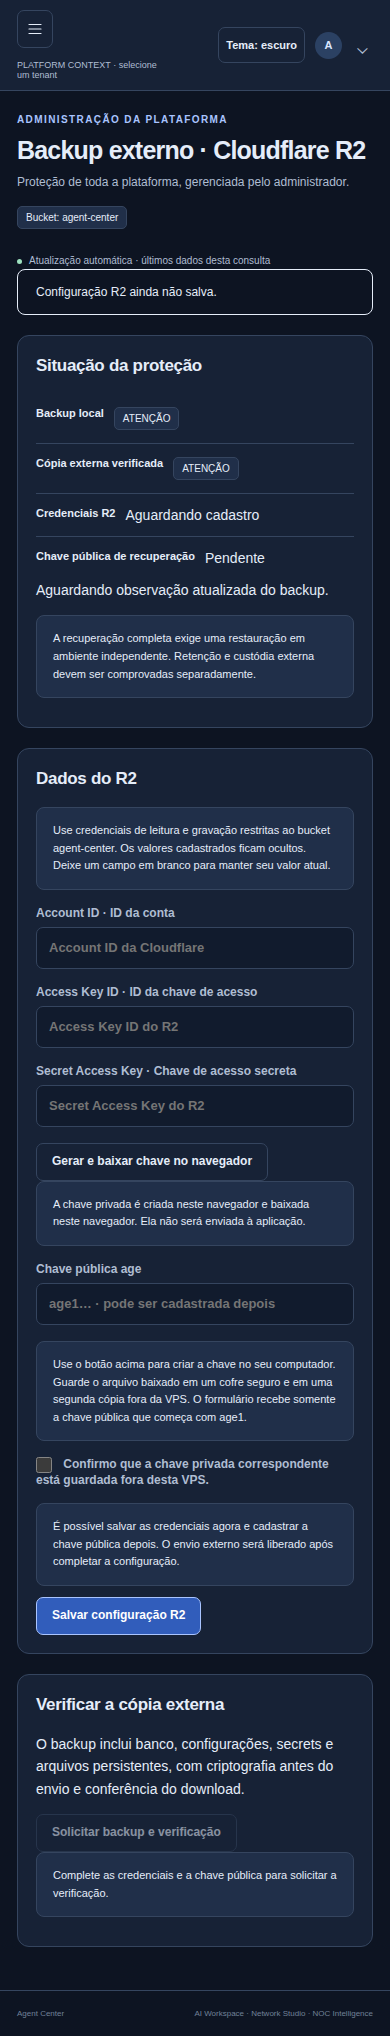 Tema: escuro
A
PLATFORM CONTEXT · selecione
um tenant
ADMINISTRAÇÃO DA PLATAFORMA
Backup externo · Cloudflare R2
Proteção de toda a plataforma, gerenciada pelo administrador.
Bucket: agent-center
Atualização automática · últimos dados desta consulta
Configuração R2 ainda não salva.
Situação da proteção
Backup local ATENÇÃO
Cópia externa verificada ATENÇÃO
Credenciais R2 Aguardando cadastro
Chave pública de recuperação Pendente
Aguardando observação atualizada do backup.
A recuperação completa exige uma restauração em
ambiente independente. Retenção e custódia externa
devem ser comprovadas separadamente.
Dados do R2
Use credenciais de leitura e gravação restritas ao bucket
agent-center. Os valores cadastrados ficam ocultos.
Deixe um campo em branco para manter seu valor atual.
Account ID · ID da conta
Account ID da Cloudflare
Access Key ID · ID da chave de acesso
Access Key ID do R2
Secret Access Key · Chave de acesso secreta
Secret Access Key do R2
Gerar e baixar chave no navegador
A chave privada é criada neste navegador e baixada
neste navegador. Ela não será enviada à aplicação.
Chave pública age
age1… · pode ser cadastrada depois
Use o botão acima para criar a chave no seu computador.
Guarde o arquivo baixado em um cofre seguro e em uma
segunda cópia fora da VPS. O formulário recebe somente
a chave pública que começa com age1.
Confirmo que a chave privada correspondente
está guardada fora desta VPS.
É possível salvar as credenciais agora e cadastrar a
chave pública depois. O envio externo será liberado após
completar a configuração.
Salvar configuração R2
Verificar a cópia externa
O backup inclui banco, configurações, secrets e
arquivos persistentes, com criptografia antes do
envio e conferência do download.
Solicitar backup e verificação
Complete as credenciais e a chave pública para solicitar a
verificação.
Agent Center AI Workspace · Network Studio · NOC Intelligence